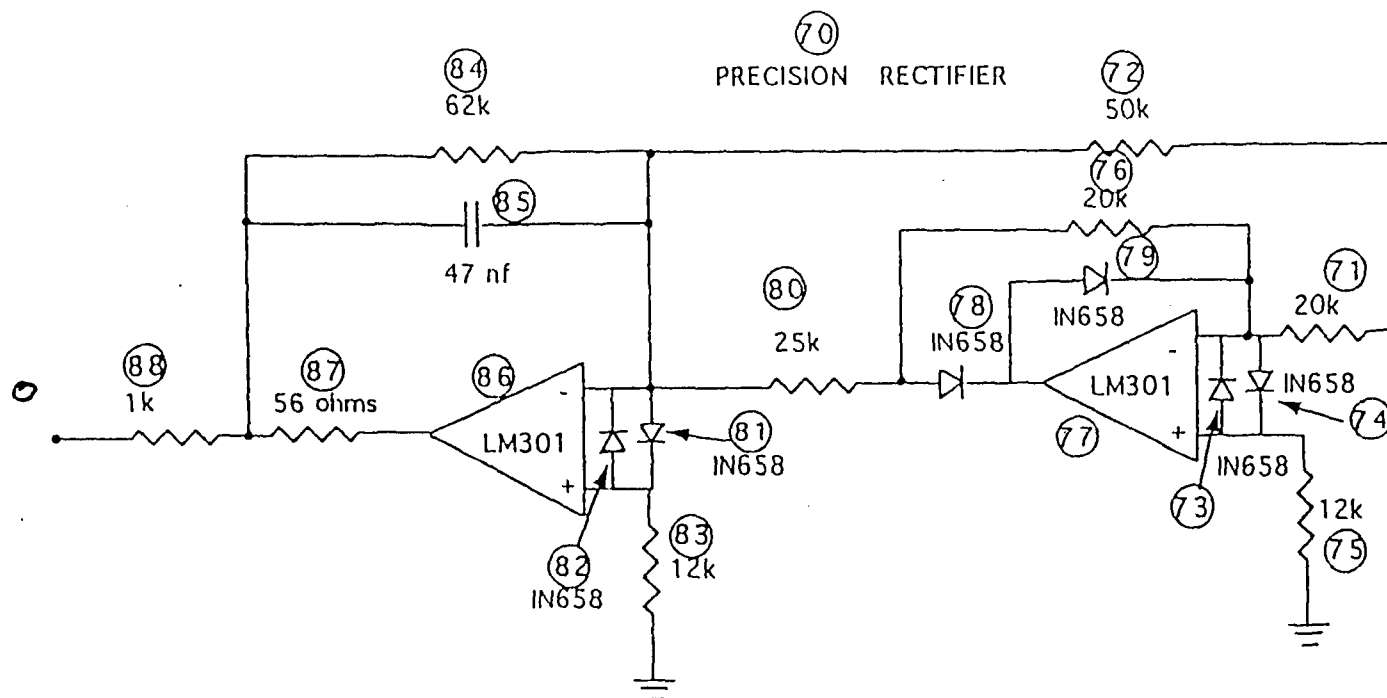 70
PRECISION RECTIFIER
84
62k
72
50k
85
47 nf
76
20k
79
IN658
78
IN658
80
25k
71
20k
88
1k
87
56 ohms
86
LM301
-
+
81
IN658
82
IN658
83
12k
LM301
-
+
77
IN658
74
IN658
73
12k
75